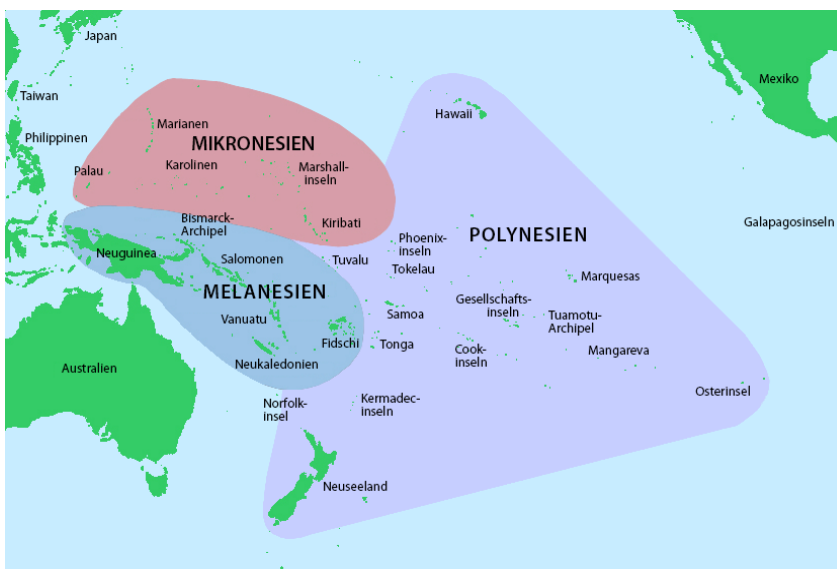 Japan
Mexiko
Taiwan
Hawaii
Marianen
Philippinen
MIKRONESIEN
Karolinen
Marshall-
inseln
Palau
Bismarck-
Archipel
Kiribati
Galapagosinseln
POLYNESIEN
Phoenix-
inseln
Neuguinea
Salomonen
Tuvalu
Tokelau
Marquesas
MELANESIEN
Gesellschafts-
inseln
Samoa
Tuamotu-
Archipel
Vanuatu
Fidschi
Tonga
Cook-
inseln
Mangareva
Neukaledonien
Australien
Osterinsel
Norfolk-
insel
Kermadec-
inseln
Neuseeland